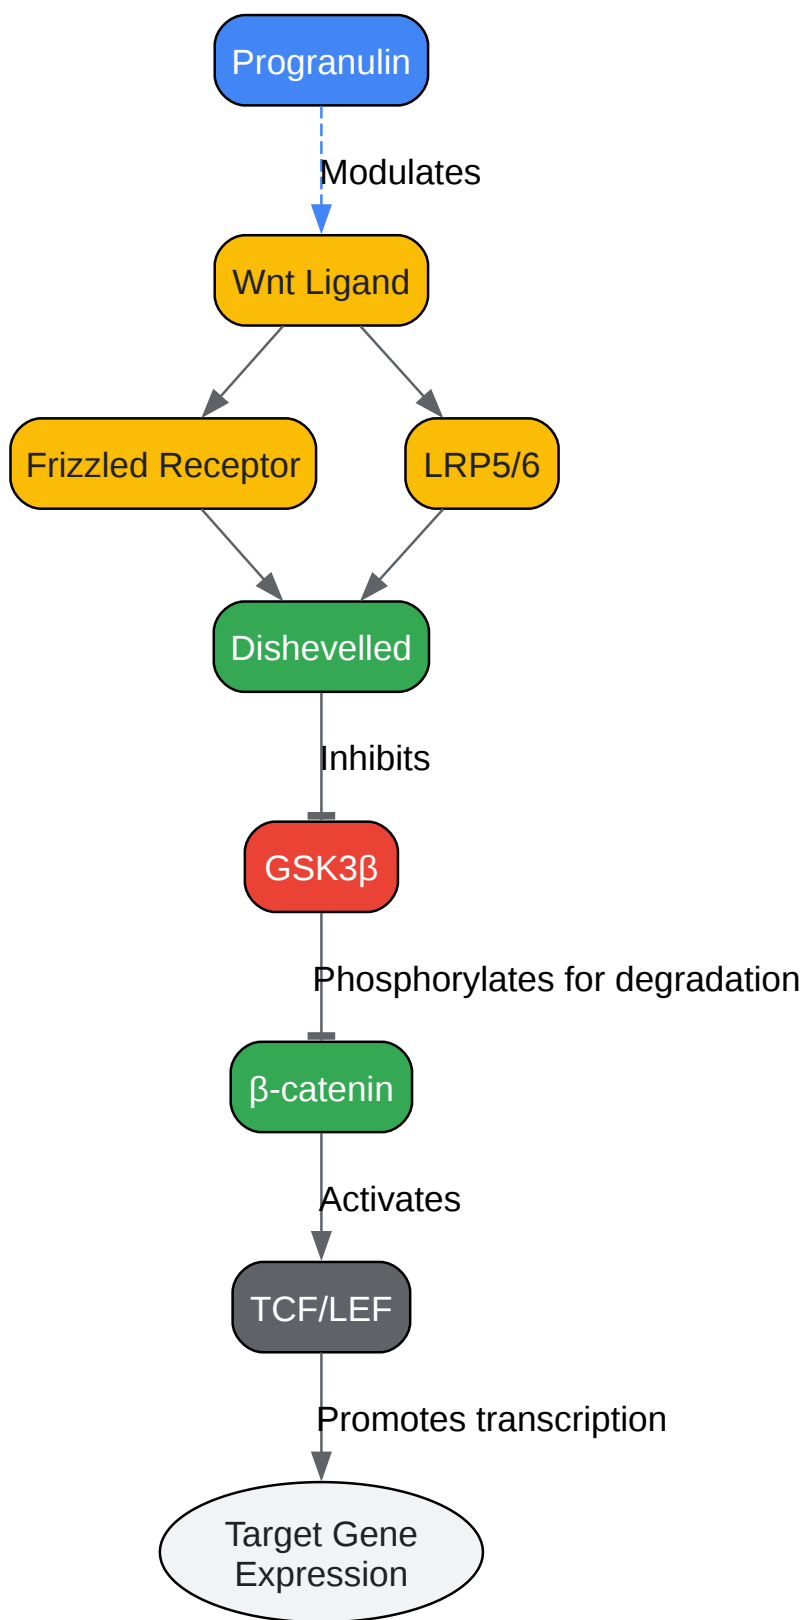 Progranulin
Modulates
Wnt Ligand
Frizzled Receptor
LRP5/6
Dishevelled
Inhibits
GSK3β
Phosphorylates for degradation
β-catenin
Activates
TCF/LEF
Promotes transcription
Target Gene
Expression